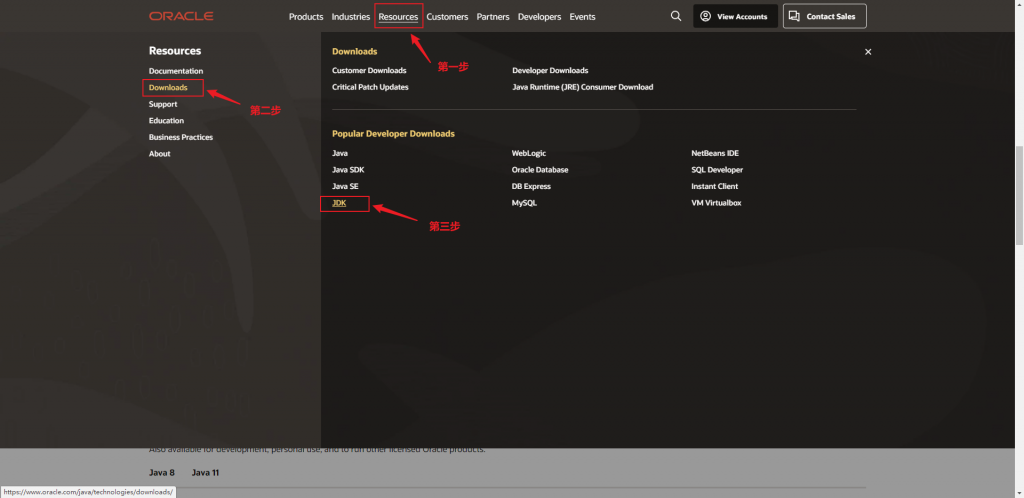 ORACLE
Products Industries Resources Customers Partners Developers Events
View Accounts
Contact Sales
第一步
Resources
Documentation
Downloads
Support
Education
Business Practices
About
第二步
Downloads
Customer Downloads
Developer Downloads
Critical Patch Updates
Java Runtime (JRE) Consumer Download
Popular Developer Downloads
Java
WebLogic
NetBeans IDE
Java SDK
Oracle Database
SQL Developer
Java SE
DB Express
Instant Client
JDK
MySQL
VM Virtualbox
第三步
Also available for development, personal use, and to run other licensed Oracle products.
Java 8 Java 11
https://www.oracle.com/java/technologies/downloads/